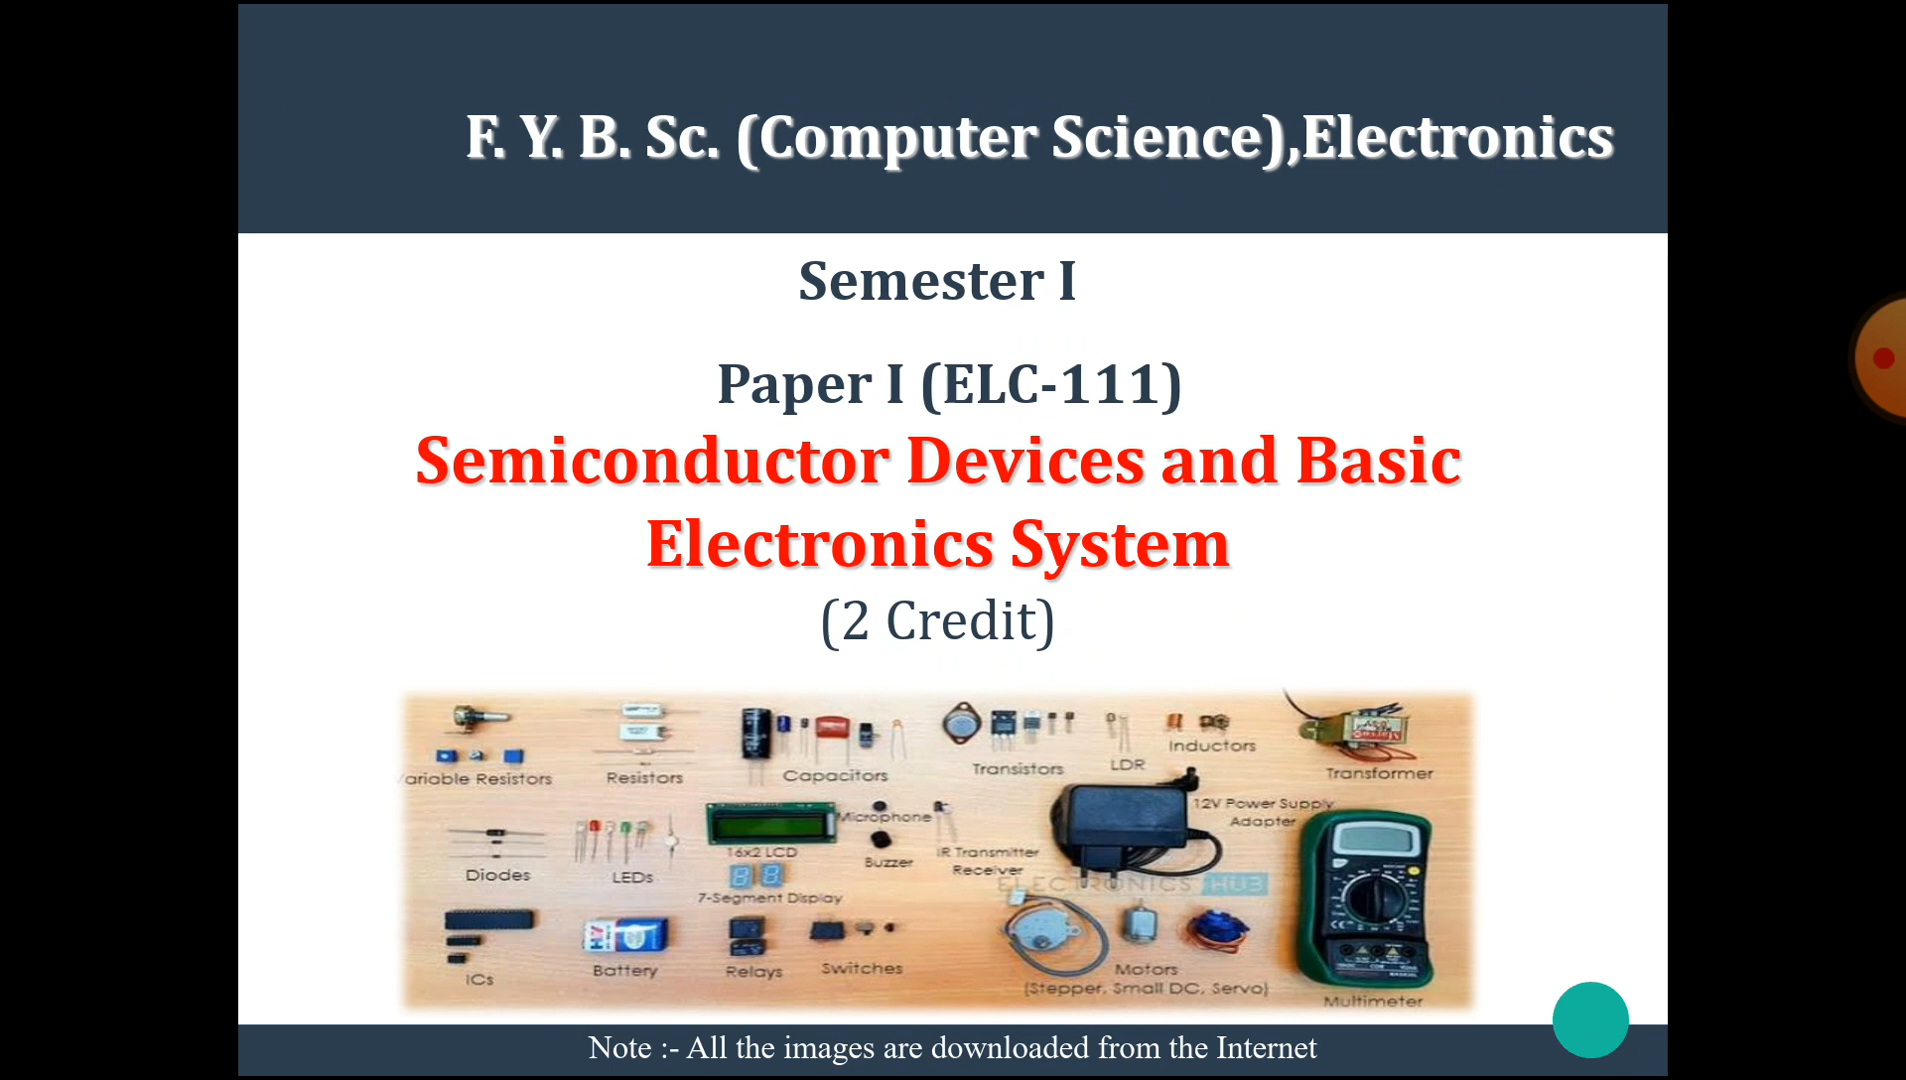 F. Y. B. Sc. (Computer Science),Electronics
Semester I
Paper I (ELC-111)
Semiconductor Devices and Basic
Electronics System
(2 Credit)
Variable Resistors
Resistors
Capacitors
Transistors
LDR
Inductors
Transformer
Diodes
LEDs
16x2 LCD
7-Segment Display
Microphone
Buzzer
IR Transmitter
Receiver
12V Power Supply
Adapter
ELECTRONICS HUB
ICs
Battery
Relays
Switches
Motors
(Stepper, Small DC, Servo)
Multimeter
Note :- All the images are downloaded from the Internet